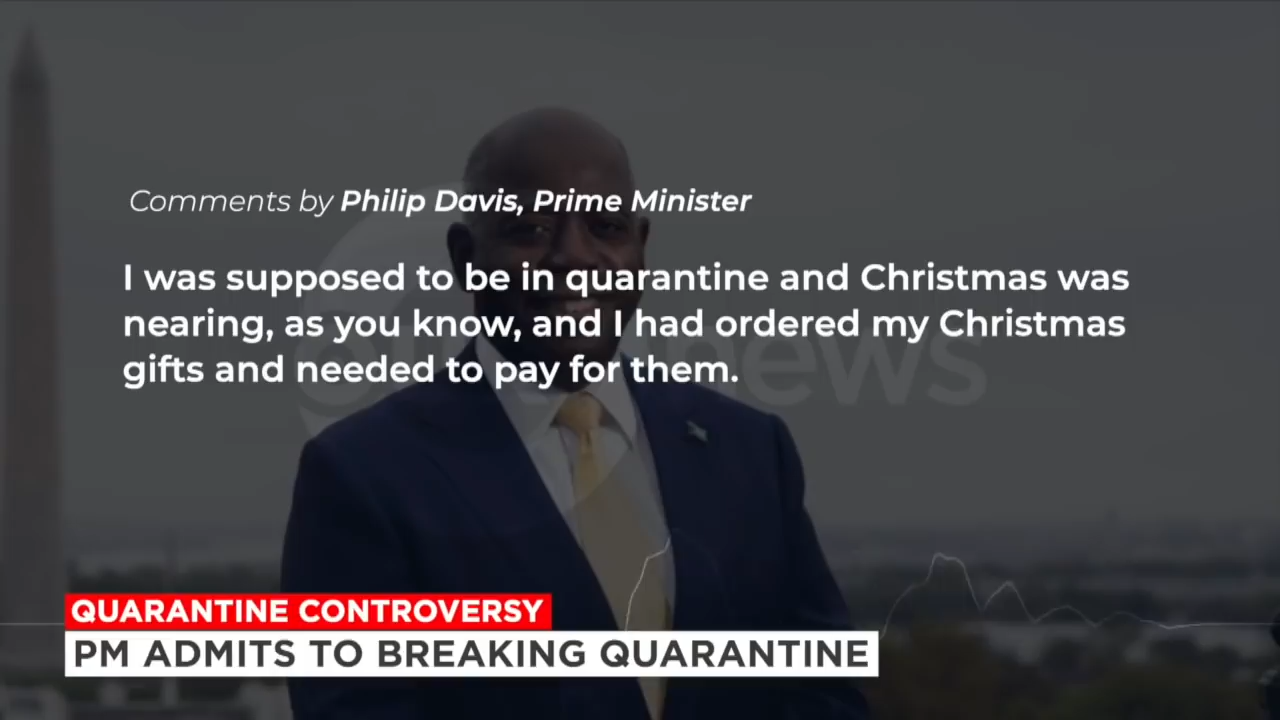 Comments by Philip Davis, Prime Minister
I was supposed to be in quarantine and Christmas was
nearing, as you know, and I had ordered my Christmas
gifts and needed to pay for them.
news
QUARANTINE CONTROVERSY
PM ADMITS TO BREAKING QUARANTINE